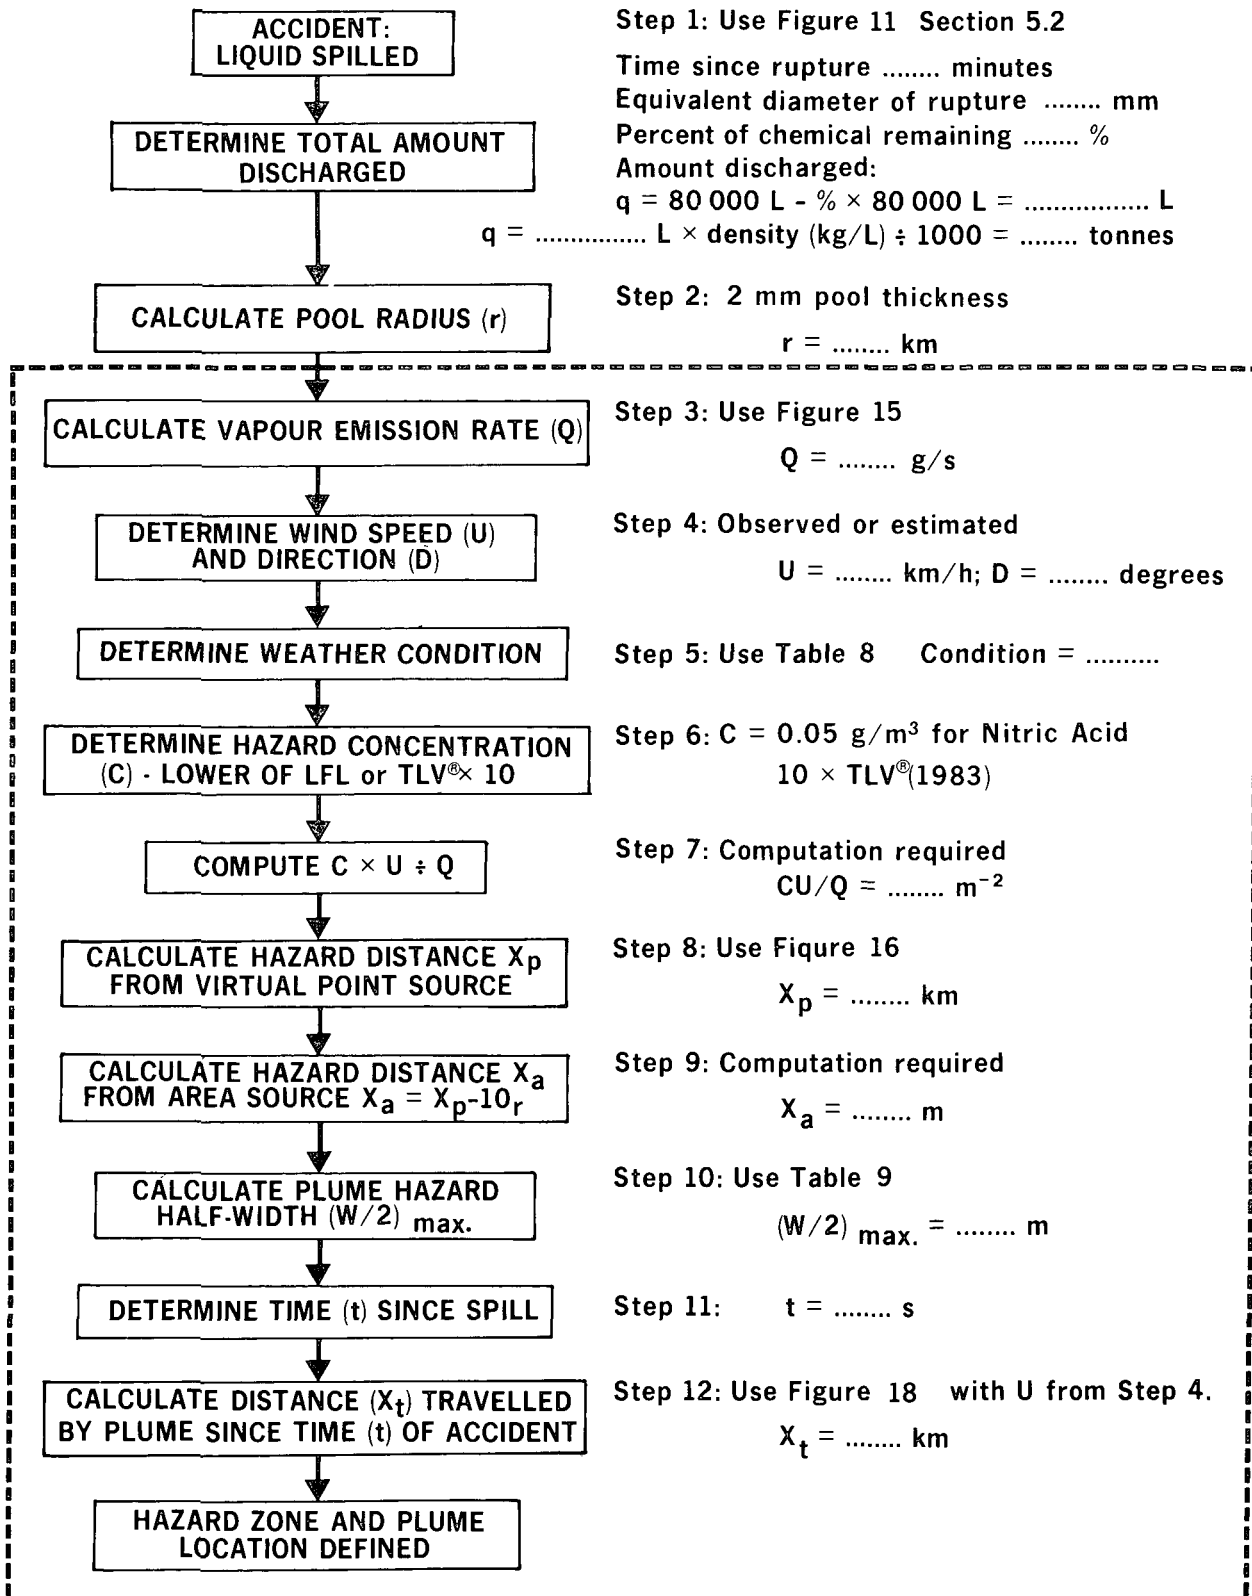 ACCIDENT:
LIQUID SPILLED
Step 1: Use Figure 11 Section 5.2
Time since rupture ........ minutes
Equivalent diameter of rupture ........ mm
DETERMINE TOTAL AMOUNT
DISCHARGED
Percent of chemical remaining ........ %
Amount discharged:
q = 80 000 L - % × 80 000 L = ................. L
q = ............... L × density (kg/L) ÷ 1000 = ........ tonnes
CALCULATE POOL RADIUS (r)
Step 2: 2 mm pool thickness
r = ........ km
CALCULATE VAPOUR EMISSION RATE (Q)
Step 3: Use Figure 15
Q = ........ g/s
DETERMINE WIND SPEED (U)
AND DIRECTION (D)
Step 4: Observed or estimated
U = ........ km/h; D = ........ degrees
DETERMINE WEATHER CONDITION
Step 5: Use Table 8 Condition = ..........
DETERMINE HAZARD CONCENTRATION
(C) - LOWER OF LFL or TLV®× 10
Step 6: C = 0.05 g/m³ for Nitric Acid
10 × TLV®(1983)
COMPUTE C × U ÷ Q
Step 7: Computation required
CU/Q = ........ m⁻²
CALCULATE HAZARD DISTANCE Xp
FROM VIRTUAL POINT SOURCE
Step 8: Use Fiqure 16
Xp = ........ km
CALCULATE HAZARD DISTANCE Xa
FROM AREA SOURCE Xa = Xp-10r
Step 9: Computation required
Xa = ........ m
CALCULATE PLUME HAZARD
HALF-WIDTH (W/2) max.
Step 10: Use Table 9
(W/2) max. = ........ m
DETERMINE TIME (t) SINCE SPILL
Step 11: t = ........ s
CALCULATE DISTANCE (Xt) TRAVELLED
BY PLUME SINCE TIME (t) OF ACCIDENT
Step 12: Use Figure 18 with U from Step 4.
Xt = ........ km
HAZARD ZONE AND PLUME
LOCATION DEFINED